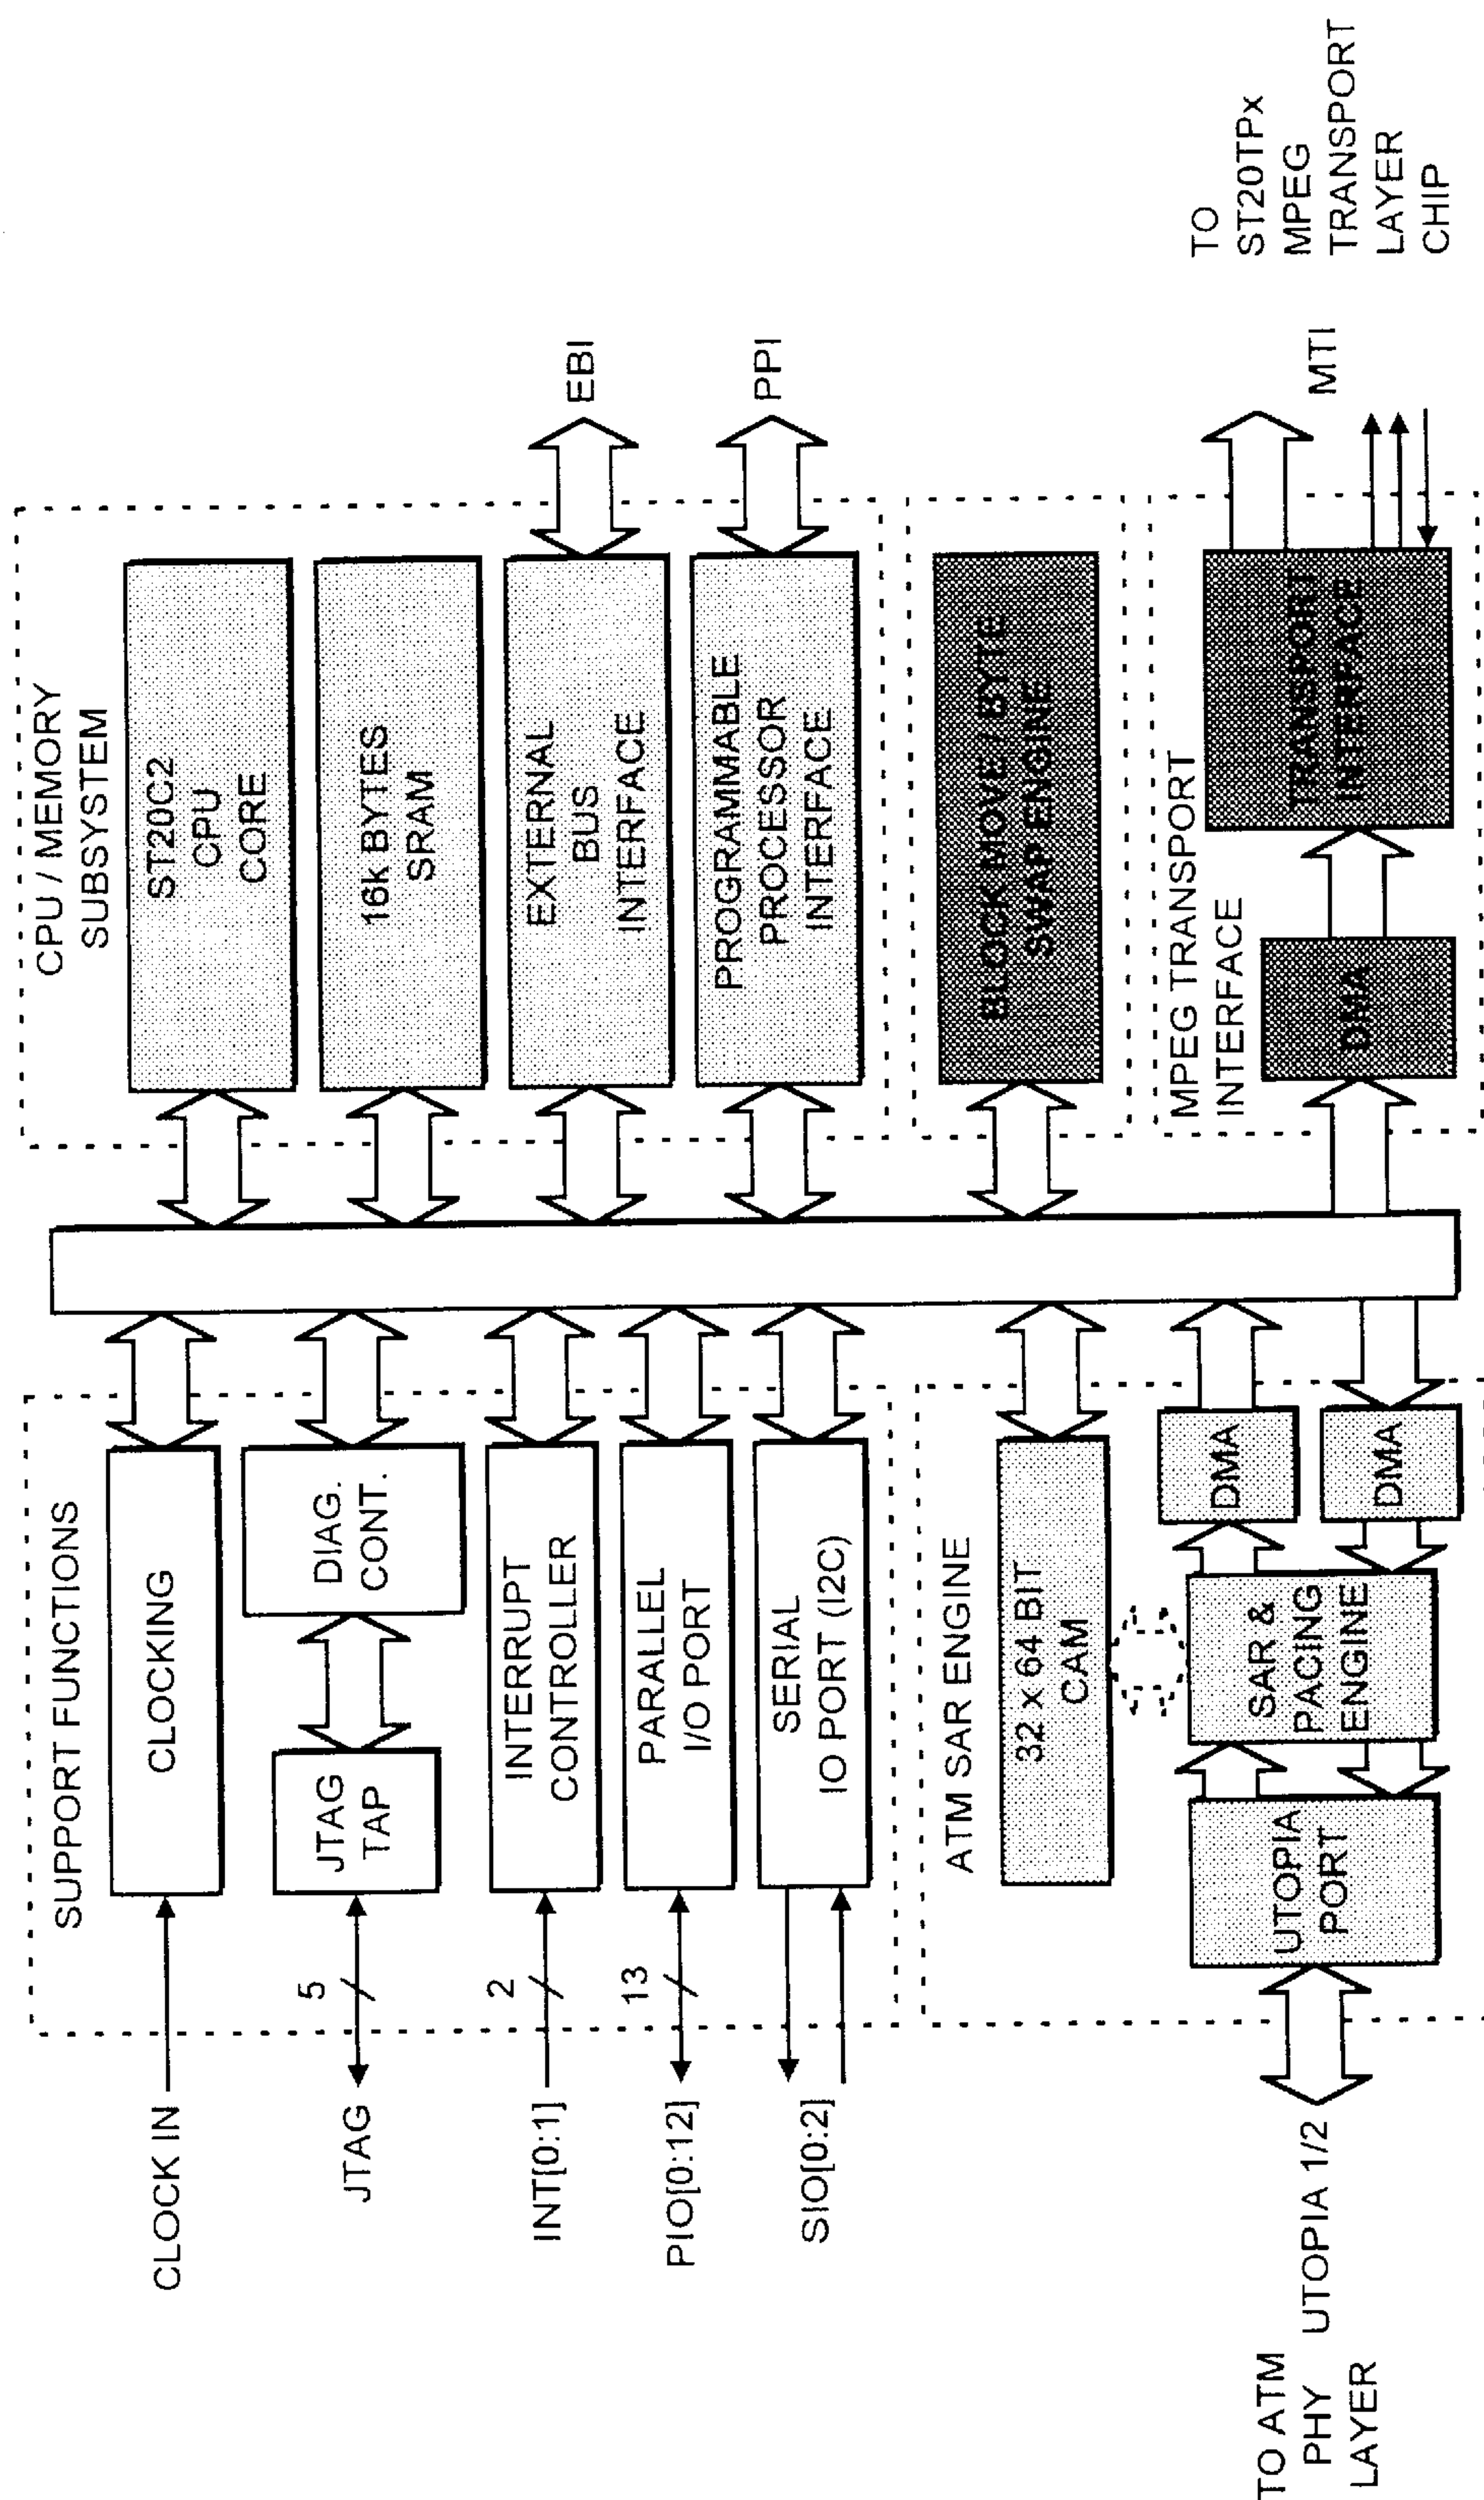 SUPPORT FUNCTIONS
CLOCK IN
CLOCKING
JTAG
5
JTAG
TAP
DIAG.
CONT.
INT[0:1]
2
INTERRUPT
CONTROLLER
PIO[0:12]
13
PARALLEL
I/O PORT
SIO[0:2]
SERIAL
IO PORT (I2C)
ATM SAR ENGINE
32 x 64 BIT
CAM
TO ATM
PHY
LAYER
UTOPIA 1/2
UTOPIA
PORT
SAR &
PACING
ENGINE
DMA
DMA
CPU / MEMORY
SUBSYSTEM
ST20C2
CPU
CORE
16k BYTES
SRAM
EXTERNAL
BUS
INTERFACE
EBI
PROGRAMMABLE
PROCESSOR
INTERFACE
PPI
BLOCK MOVE / BYTE
SWAP ENGINE
MPEG TRANSPORT
INTERFACE
DMA
TRANSPORT
INTERFACE
MTI
TO
ST20TPx
MPEG
TRANSPORT
LAYER
CHIP